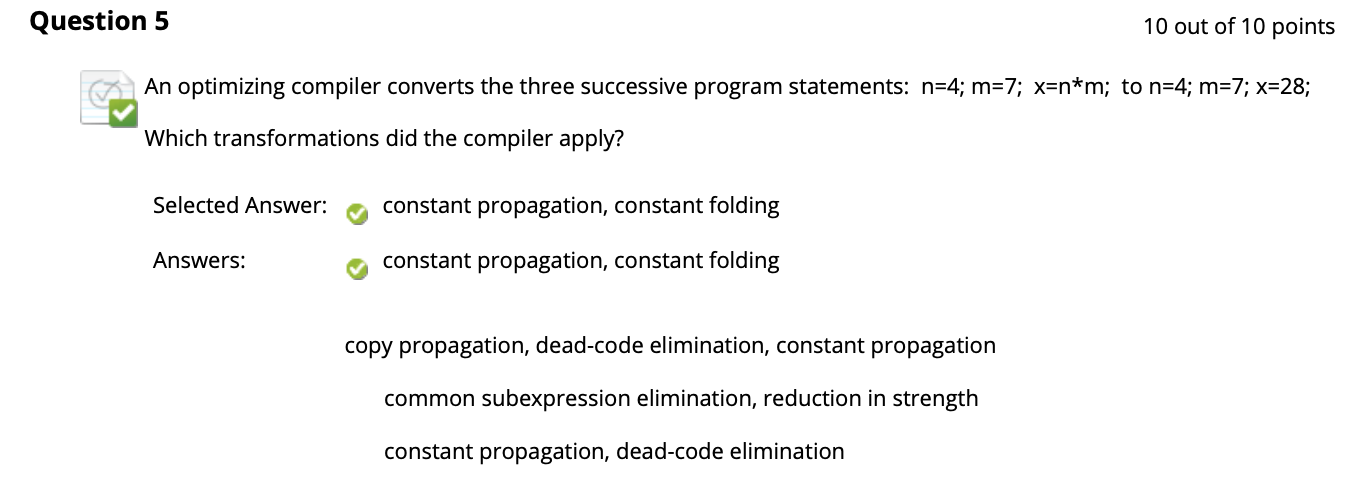 Question 5
10 out of 10 points
An optimizing compiler converts the three successive program statements:  n=4; m=7;  x=n*m;  to n=4; m=7; x=28;
Which transformations did the compiler apply?
Selected Answer: constant propagation, constant folding
Answers: constant propagation, constant folding
copy propagation, dead-code elimination, constant propagation
common subexpression elimination, reduction in strength
constant propagation, dead-code elimination